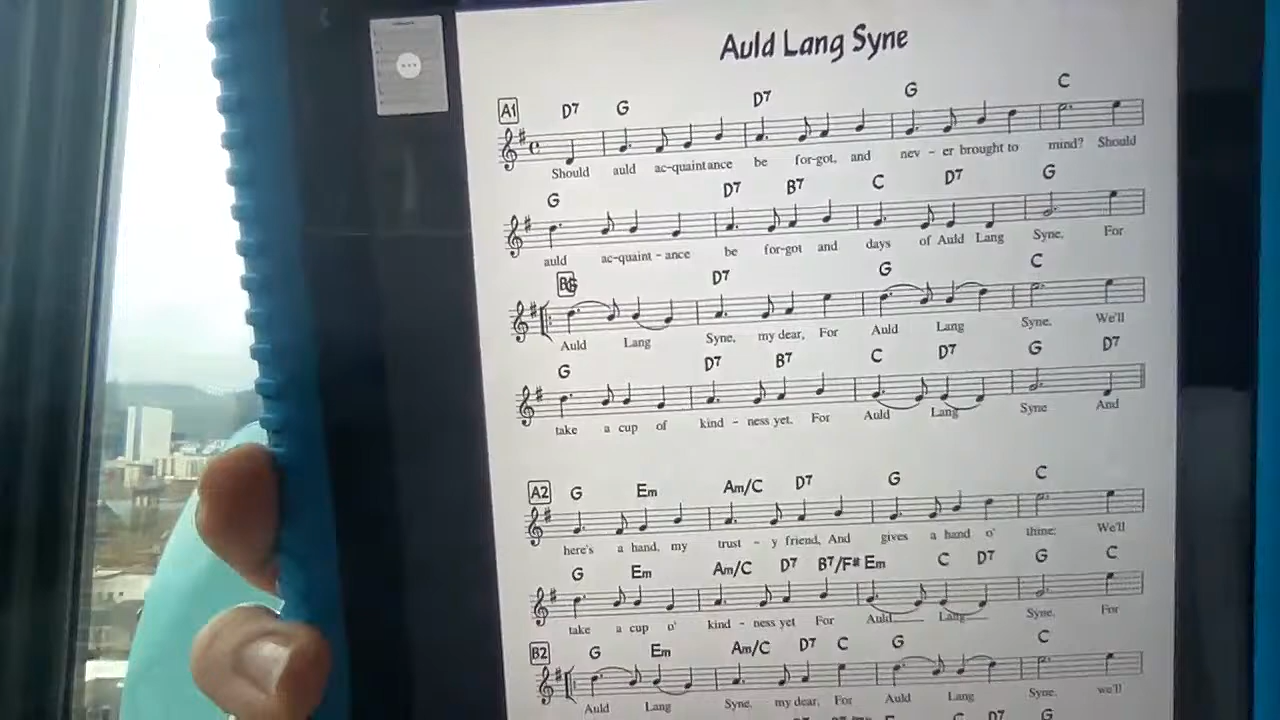 Auld Lang Syne
A1 D7 G D7 G C
Should auld ac-quaintance be for-got, and nev - er brought to mind? Should
G D7 B7 C D7 G
auld ac-quaint - ance be for-got and days of Auld Lang Syne, For
D7 G C
Auld Lang Syne, my dear, For Auld Lang Syne, We'll
G D7 B7 C D7 G D7
take a cup of kind - ness yet, For Auld Lang Syne And
A2 G Em Am/C D7 G C
here's a hand, my trust - y friend, And gives a hand o' thine; We'll
G Em Am/C D7 B7/F# Em C D7 G C
take a cup o' kind - ness yet For Auld Lang Syne, For
B2 G Em Am/C D7 C G C
Auld Lang Syne, my dear, For Auld Lang Syne, we'll
C D7 G